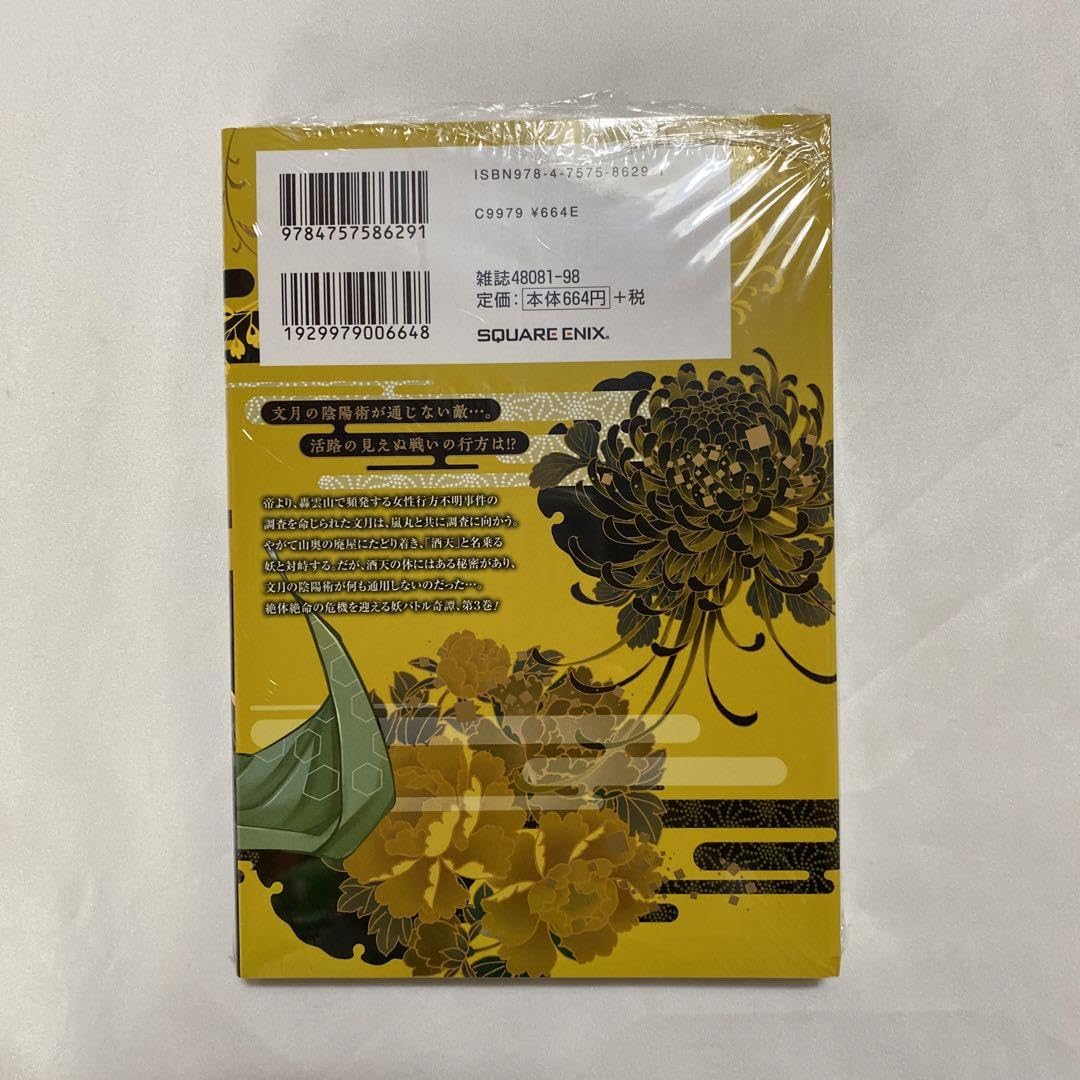 ISBN978-4-7575-8629-1
9784757586291
C9979 ¥664E
1929979006648
雑誌48081-98
定価:本体664円+税
SQUARE ENIX®
文月の陰陽術が通じない敵…。
活路の見えぬ戦いの行方は!?
帝より、轟雲山で頻発する女性行方不明事件の
調査を命じられた文月は、嵐丸と共に調査に向かう。
やがて山奥の廃屋にたどり着き、「酒天」と名乗る
妖と対峙する。だが、酒天の体にはある秘密があり、
文月の陰陽術が何も通用しないのだった…。
絶体絶命の危機を迎える妖バトル奇譚、第3巻!